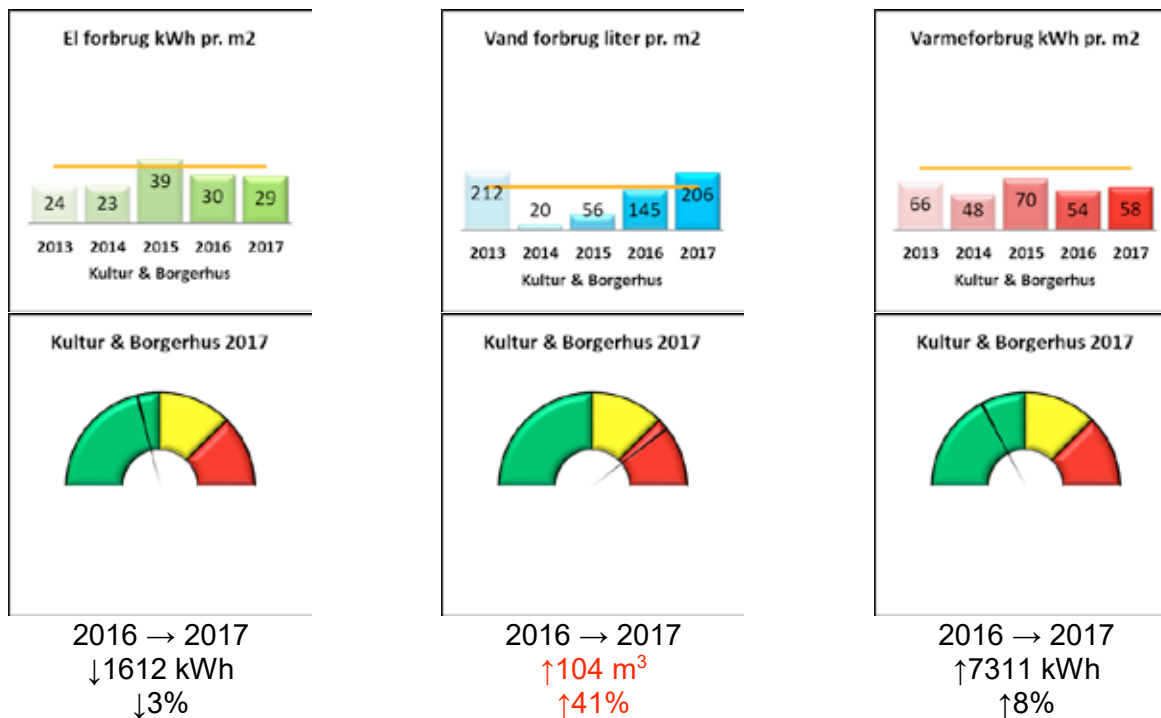 El forbrug kWh pr. m2
24 23 39 30 29
2013 2014 2015 2016 2017
Kultur & Borgerhus
Kultur & Borgerhus 2017
2016 → 2017
↓1612 kWh
↓3%
Vand forbrug liter pr. m2
212 20 56 145 206
2013 2014 2015 2016 2017
Kultur & Borgerhus
Kultur & Borgerhus 2017
2016 → 2017
↑104 m³
↑41%
Varmeforbrug kWh pr. m2
66 48 70 54 58
2013 2014 2015 2016 2017
Kultur & Borgerhus
Kultur & Borgerhus 2017
2016 → 2017
↑7311 kWh
↑8%